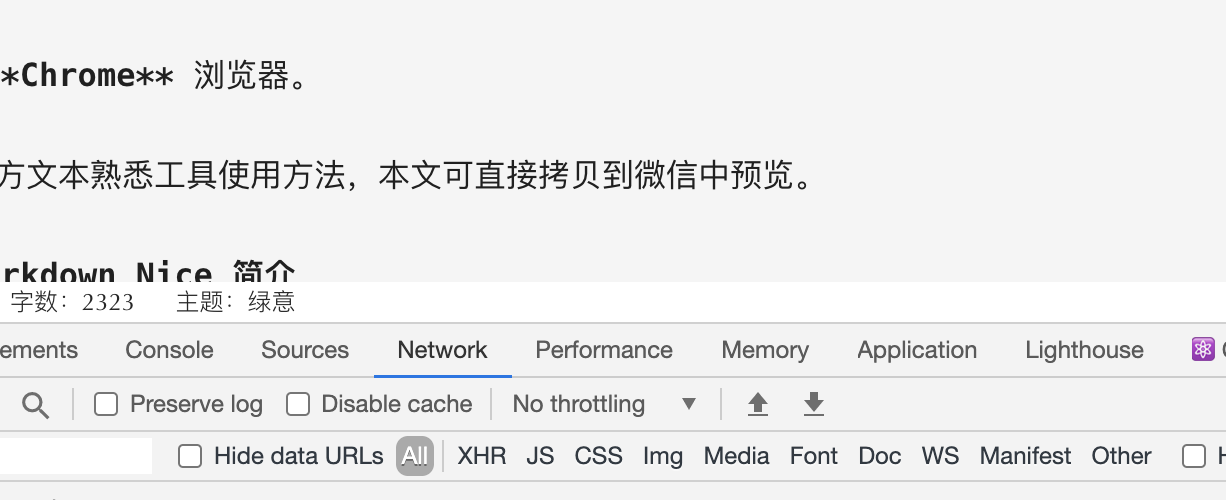 *Chrome** 浏览器。
方文本熟悉工具使用方法，本文可直接拷贝到微信中预览。
rkdown Nice 简介
字数：2323 主题：绿意
ements Console Sources Network Performance Memory Application Lighthouse
Preserve log Disable cache No throttling
Hide data URLs All XHR JS CSS Img Media Font Doc WS Manifest Other